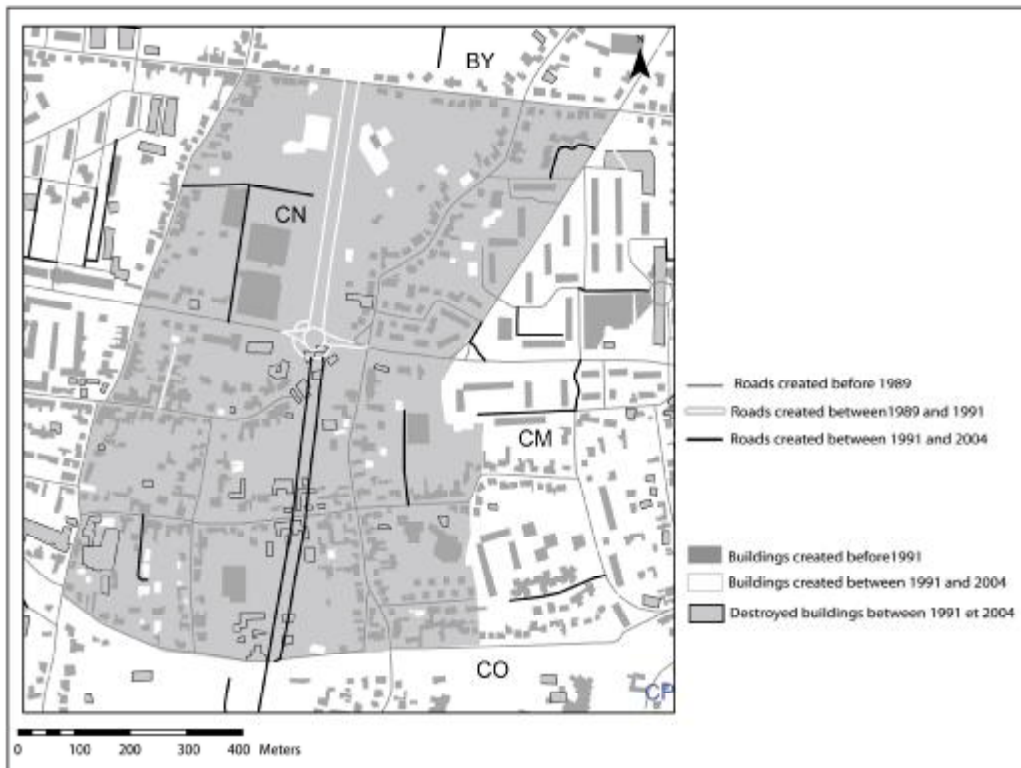 N
BY
CN
CM
CO
CP
Roads created before 1989
Roads created between1989 and 1991
Roads created between 1991 and 2004
Buildings created before1991
Buildings created between 1991 and 2004
Destroyed buildings between 1991 et 2004
0 100 200 300 400 Meters